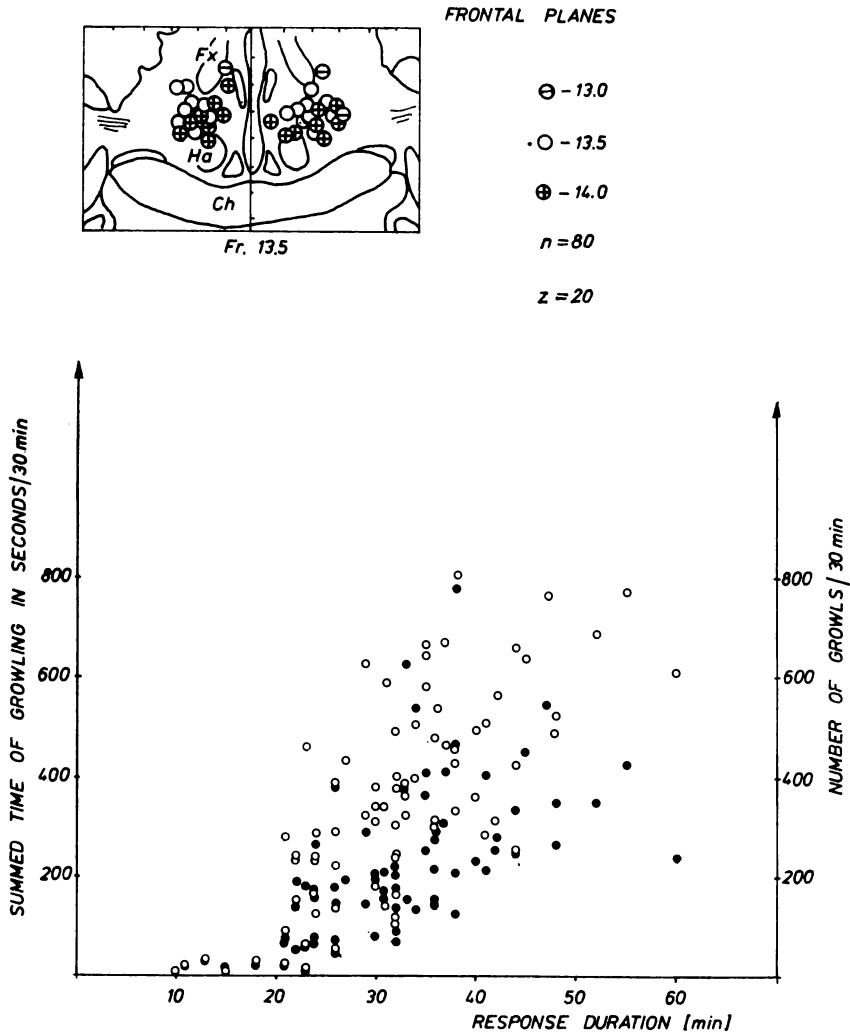 FRONTAL PLANES
Fx
⊖ - 13.0
○ - 13.5
⊕ - 14.0
n = 80
z = 20
Ha
Ch
Fr. 13.5
SUMMED TIME OF GROWLING IN SECONDS/30 min
800
600
400
200
NUMBER OF GROWLS/ 30 min
800
600
400
200
10 20 30 40 50 60
RESPONSE DURATION [min]